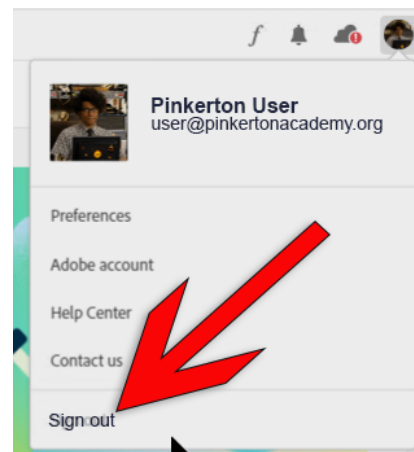 f
Pinkerton User
user@pinkertonacademy.org
Preferences
Adobe account
Help Center
Contact us
Sign out